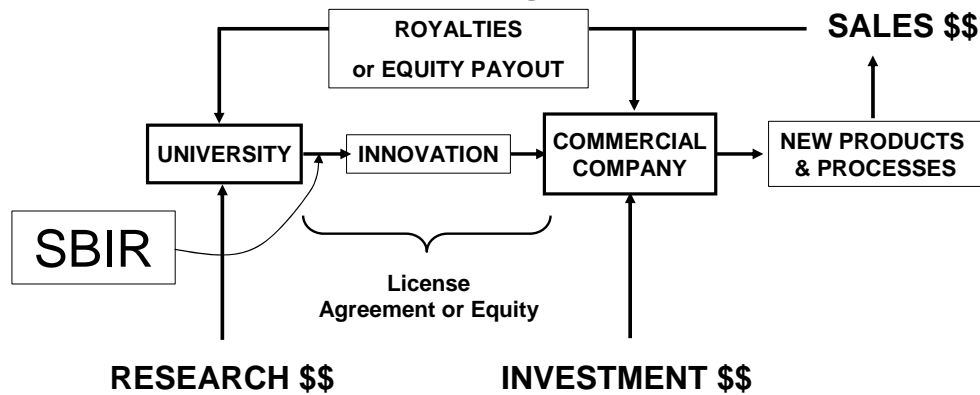 ROYALTIES
or EQUITY PAYOUT
SALES $$
UNIVERSITY
INNOVATION
COMMERCIAL
COMPANY
NEW PRODUCTS
& PROCESSES
SBIR
License
Agreement or Equity
RESEARCH $$
INVESTMENT $$